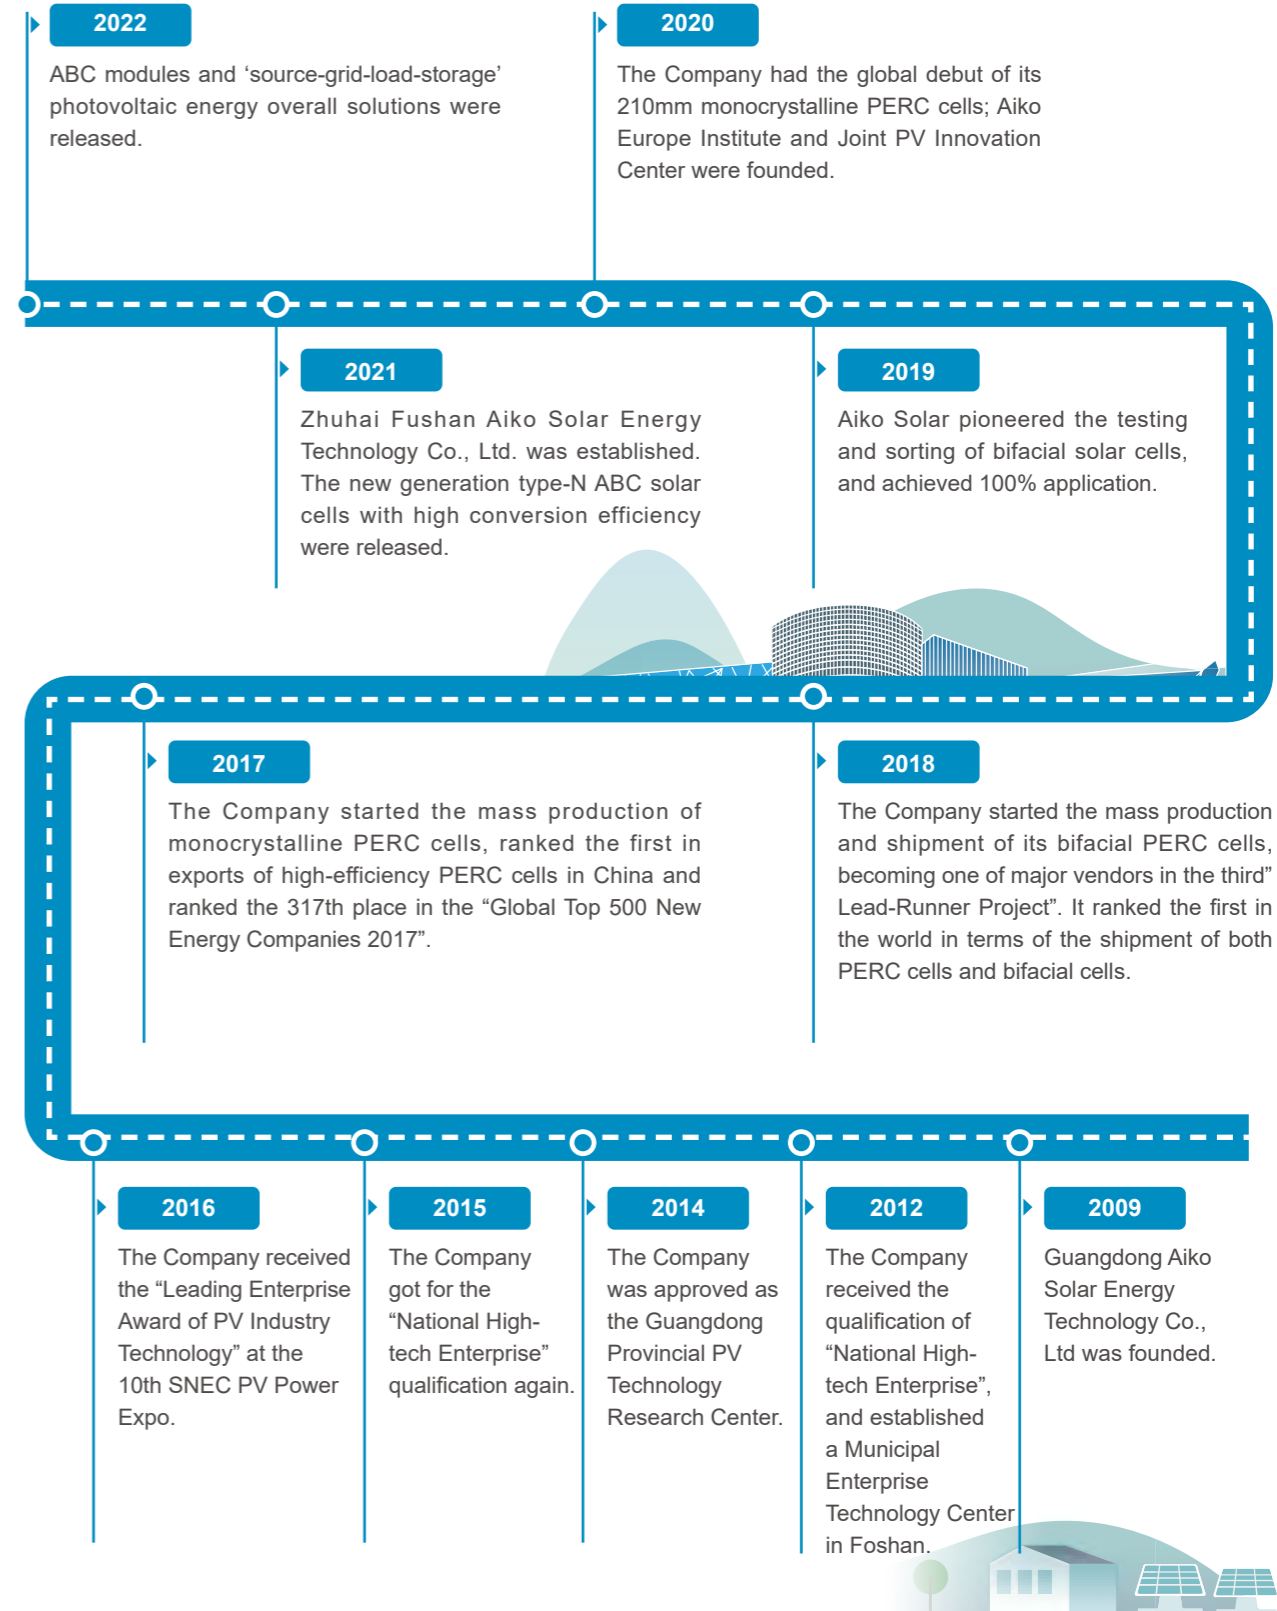 2022
ABC modules and ‘source-grid-load-storage’
photovoltaic energy overall solutions were
released.
2020
The Company had the global debut of its
210mm monocrystalline PERC cells; Aiko
Europe Institute and Joint PV Innovation
Center were founded.
2021
Zhuhai Fushan Aiko Solar Energy
Technology Co., Ltd. was established.
The new generation type-N ABC solar
cells with high conversion efficiency
were released.
2019
Aiko Solar pioneered the testing
and sorting of bifacial solar cells,
and achieved 100% application.
2017
The Company started the mass production of
monocrystalline PERC cells, ranked the first in
exports of high-efficiency PERC cells in China and
ranked the 317th place in the “Global Top 500 New
Energy Companies 2017”.
2018
The Company started the mass production
and shipment of its bifacial PERC cells,
becoming one of major vendors in the third”
Lead-Runner Project”. It ranked the first in
the world in terms of the shipment of both
PERC cells and bifacial cells.
2016
The Company received
the “Leading Enterprise
Award of PV Industry
Technology” at the
10th SNEC PV Power
Expo.
2015
The Company
got for the
“National High-
tech Enterprise”
qualification again.
2014
The Company
was approved as
the Guangdong
Provincial PV
Technology
Research Center.
2012
The Company
received the
qualification of
“National High-
tech Enterprise”,
and established
a Municipal
Enterprise
Technology Center
in Foshan.
2009
Guangdong Aiko
Solar Energy
Technology Co.,
Ltd was founded.